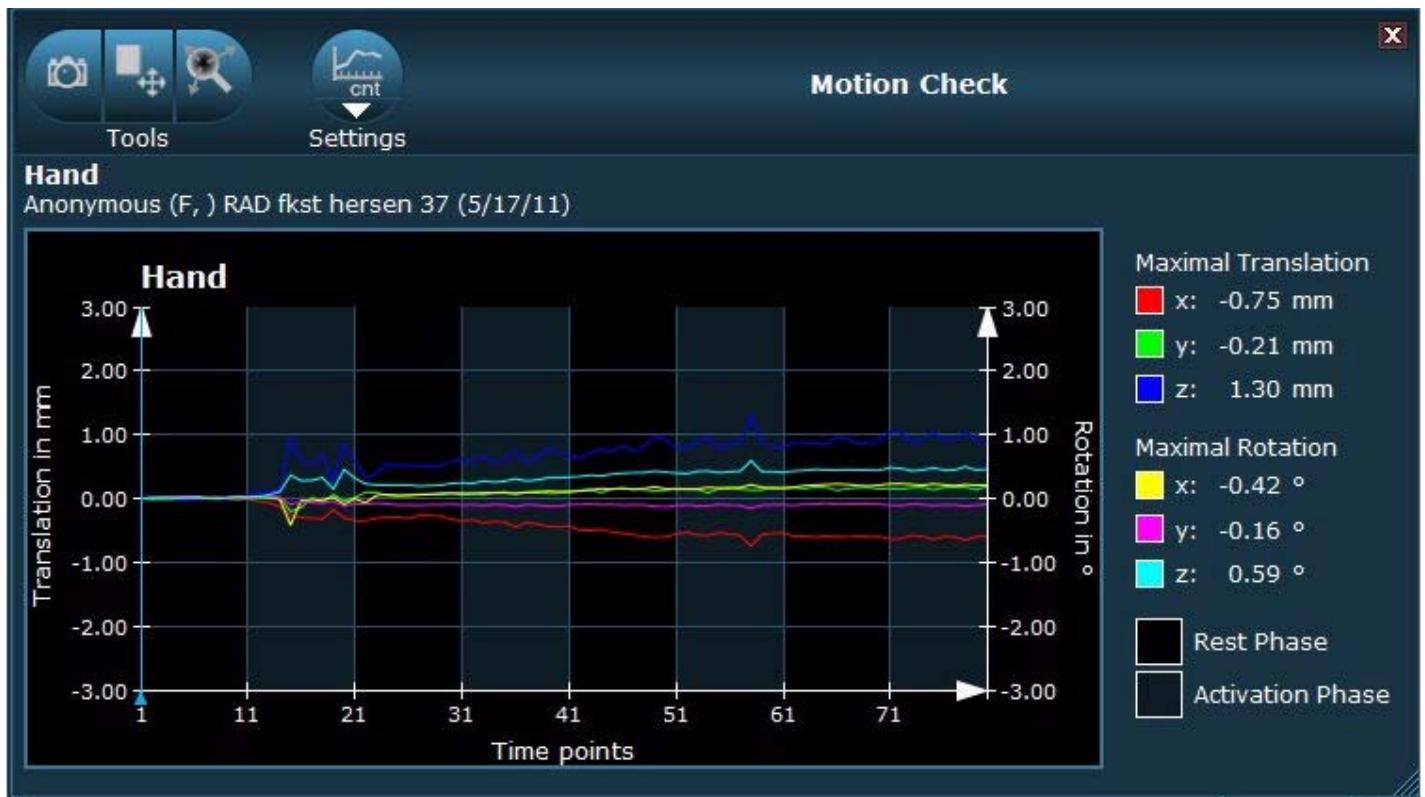 Motion Check
cnt
Tools
Settings
Hand
Anonymous (F, ) RAD fkst hersen 37 (5/17/11)
Hand
3.00
2.00
1.00
0.00
-1.00
-2.00
-3.00
Translation in mm
1 11 21 31 41 51 61 71
Time points
3.00
2.00
1.00
0.00
-1.00
-2.00
-3.00
Rotation in °
Maximal Translation
x: -0.75 mm
y: -0.21 mm
z: 1.30 mm
Maximal Rotation
x: -0.42 °
y: -0.16 °
z: 0.59 °
Rest Phase
Activation Phase